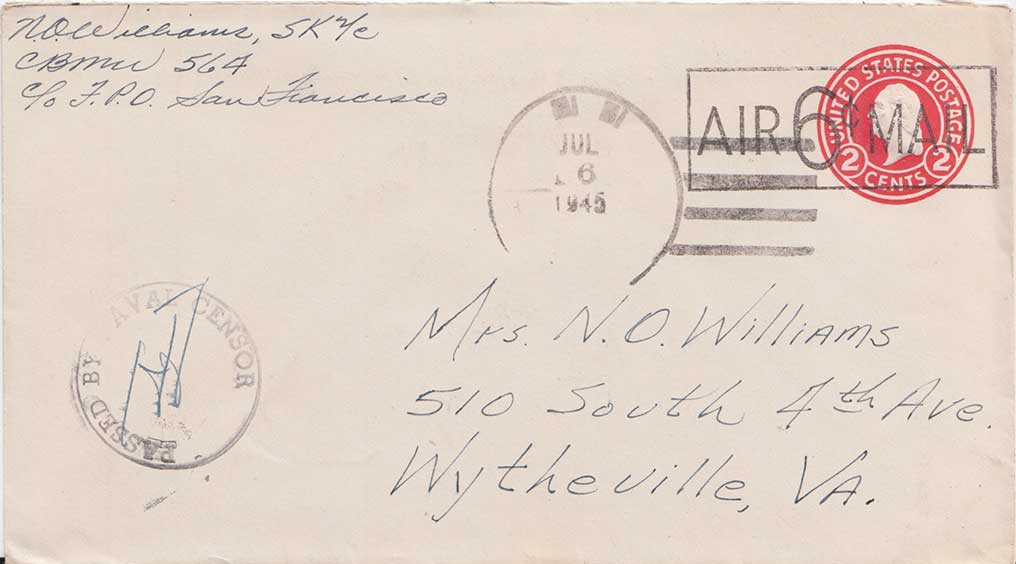 N.O. Williams, SK 1/c
CBMU 564
c/o F.P.O. San Francisco
JUL
6
1945
AIR 6¢ MAIL
UNITED STATES POSTAGE
2 CENTS 2
PASSED BY NAVAL CENSOR
Mrs. N.O. Williams
510 South 4th Ave.
Wytheville, VA.